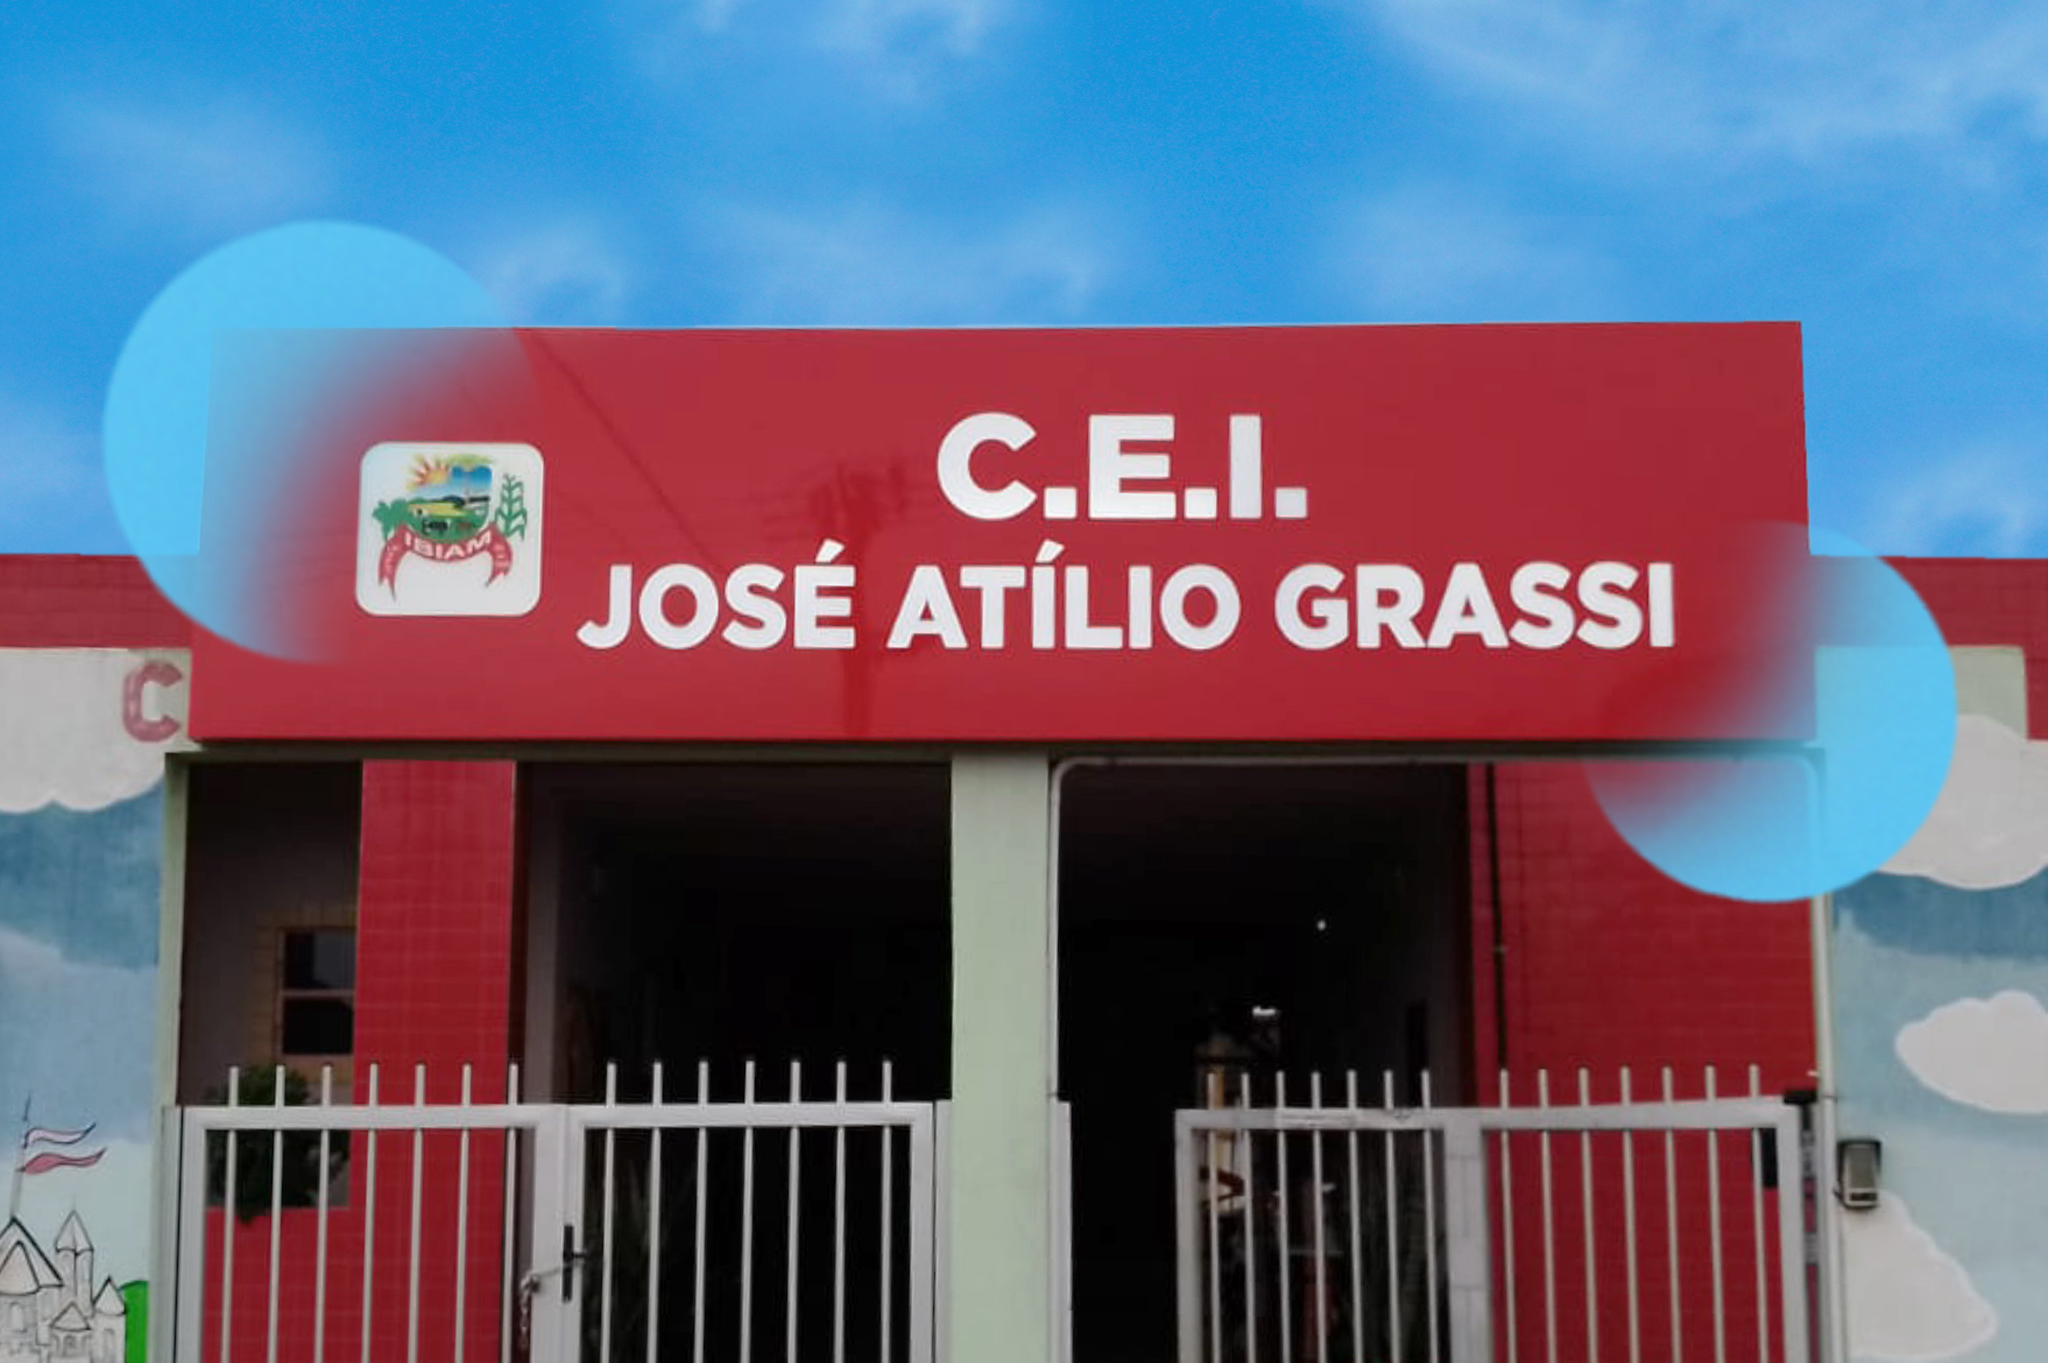 C.E.I.
IBIAM
JOSÉ ATÍLIO GRASSI
C